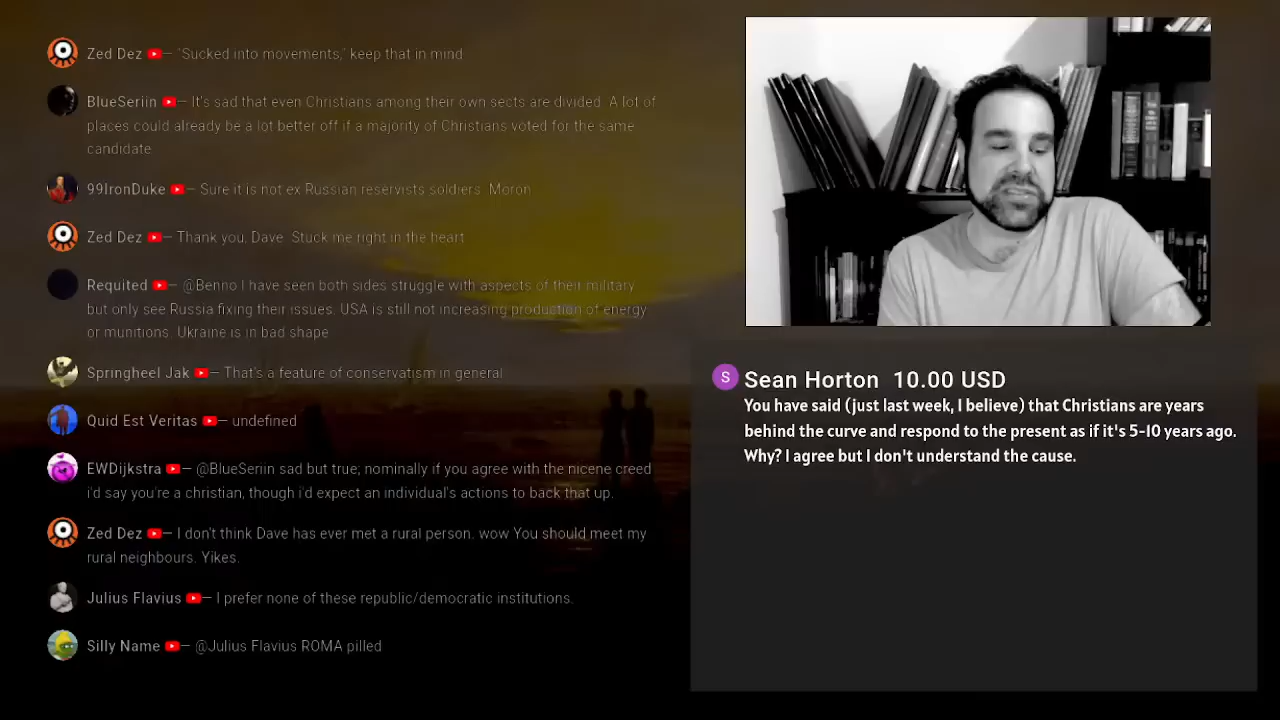 Zed Dez — "Sucked into movements," keep that in mind
BlueSeriin — It's sad that even Christians among their own sects are divided. A lot of
places could already be a lot better off if a majority of Christians voted for the same
candidate
99IronDuke — Sure it is not ex Russian reservists soldiers. Moron
Zed Dez — Thank you, Dave. Stuck me right in the heart
Requited — @Benno I have seen both sides struggle with aspects of their military
but only see Russia fixing their issues. USA is still not increasing production of energy
or munitions. Ukraine is in bad shape
Springheel Jak — That's a feature of conservatism in general
Quid Est Veritas — undefined
EWDijkstra — @BlueSeriin sad but true; nominally if you agree with the nicene creed
i'd say you're a christian, though i'd expect an individual's actions to back that up.
Zed Dez — I don't think Dave has ever met a rural person. wow You should meet my
rural neighbours. Yikes.
Julius Flavius — I prefer none of these republic/democratic institutions.
Silly Name — @Julius Flavius ROMA pilled
S
Sean Horton 10.00 USD
You have said (just last week, I believe) that Christians are years
behind the curve and respond to the present as if it's 5-10 years ago.
Why? I agree but I don't understand the cause.